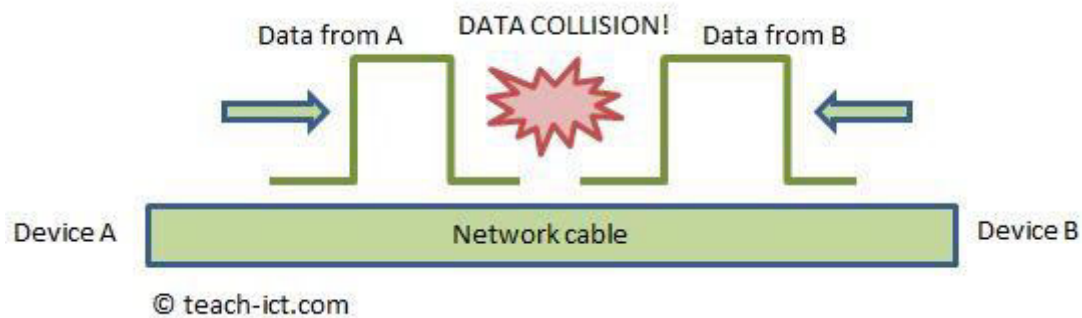 DATA COLLISION!
Data from A
Data from B
Device A
Network cable
Device B
© teach-ict.com